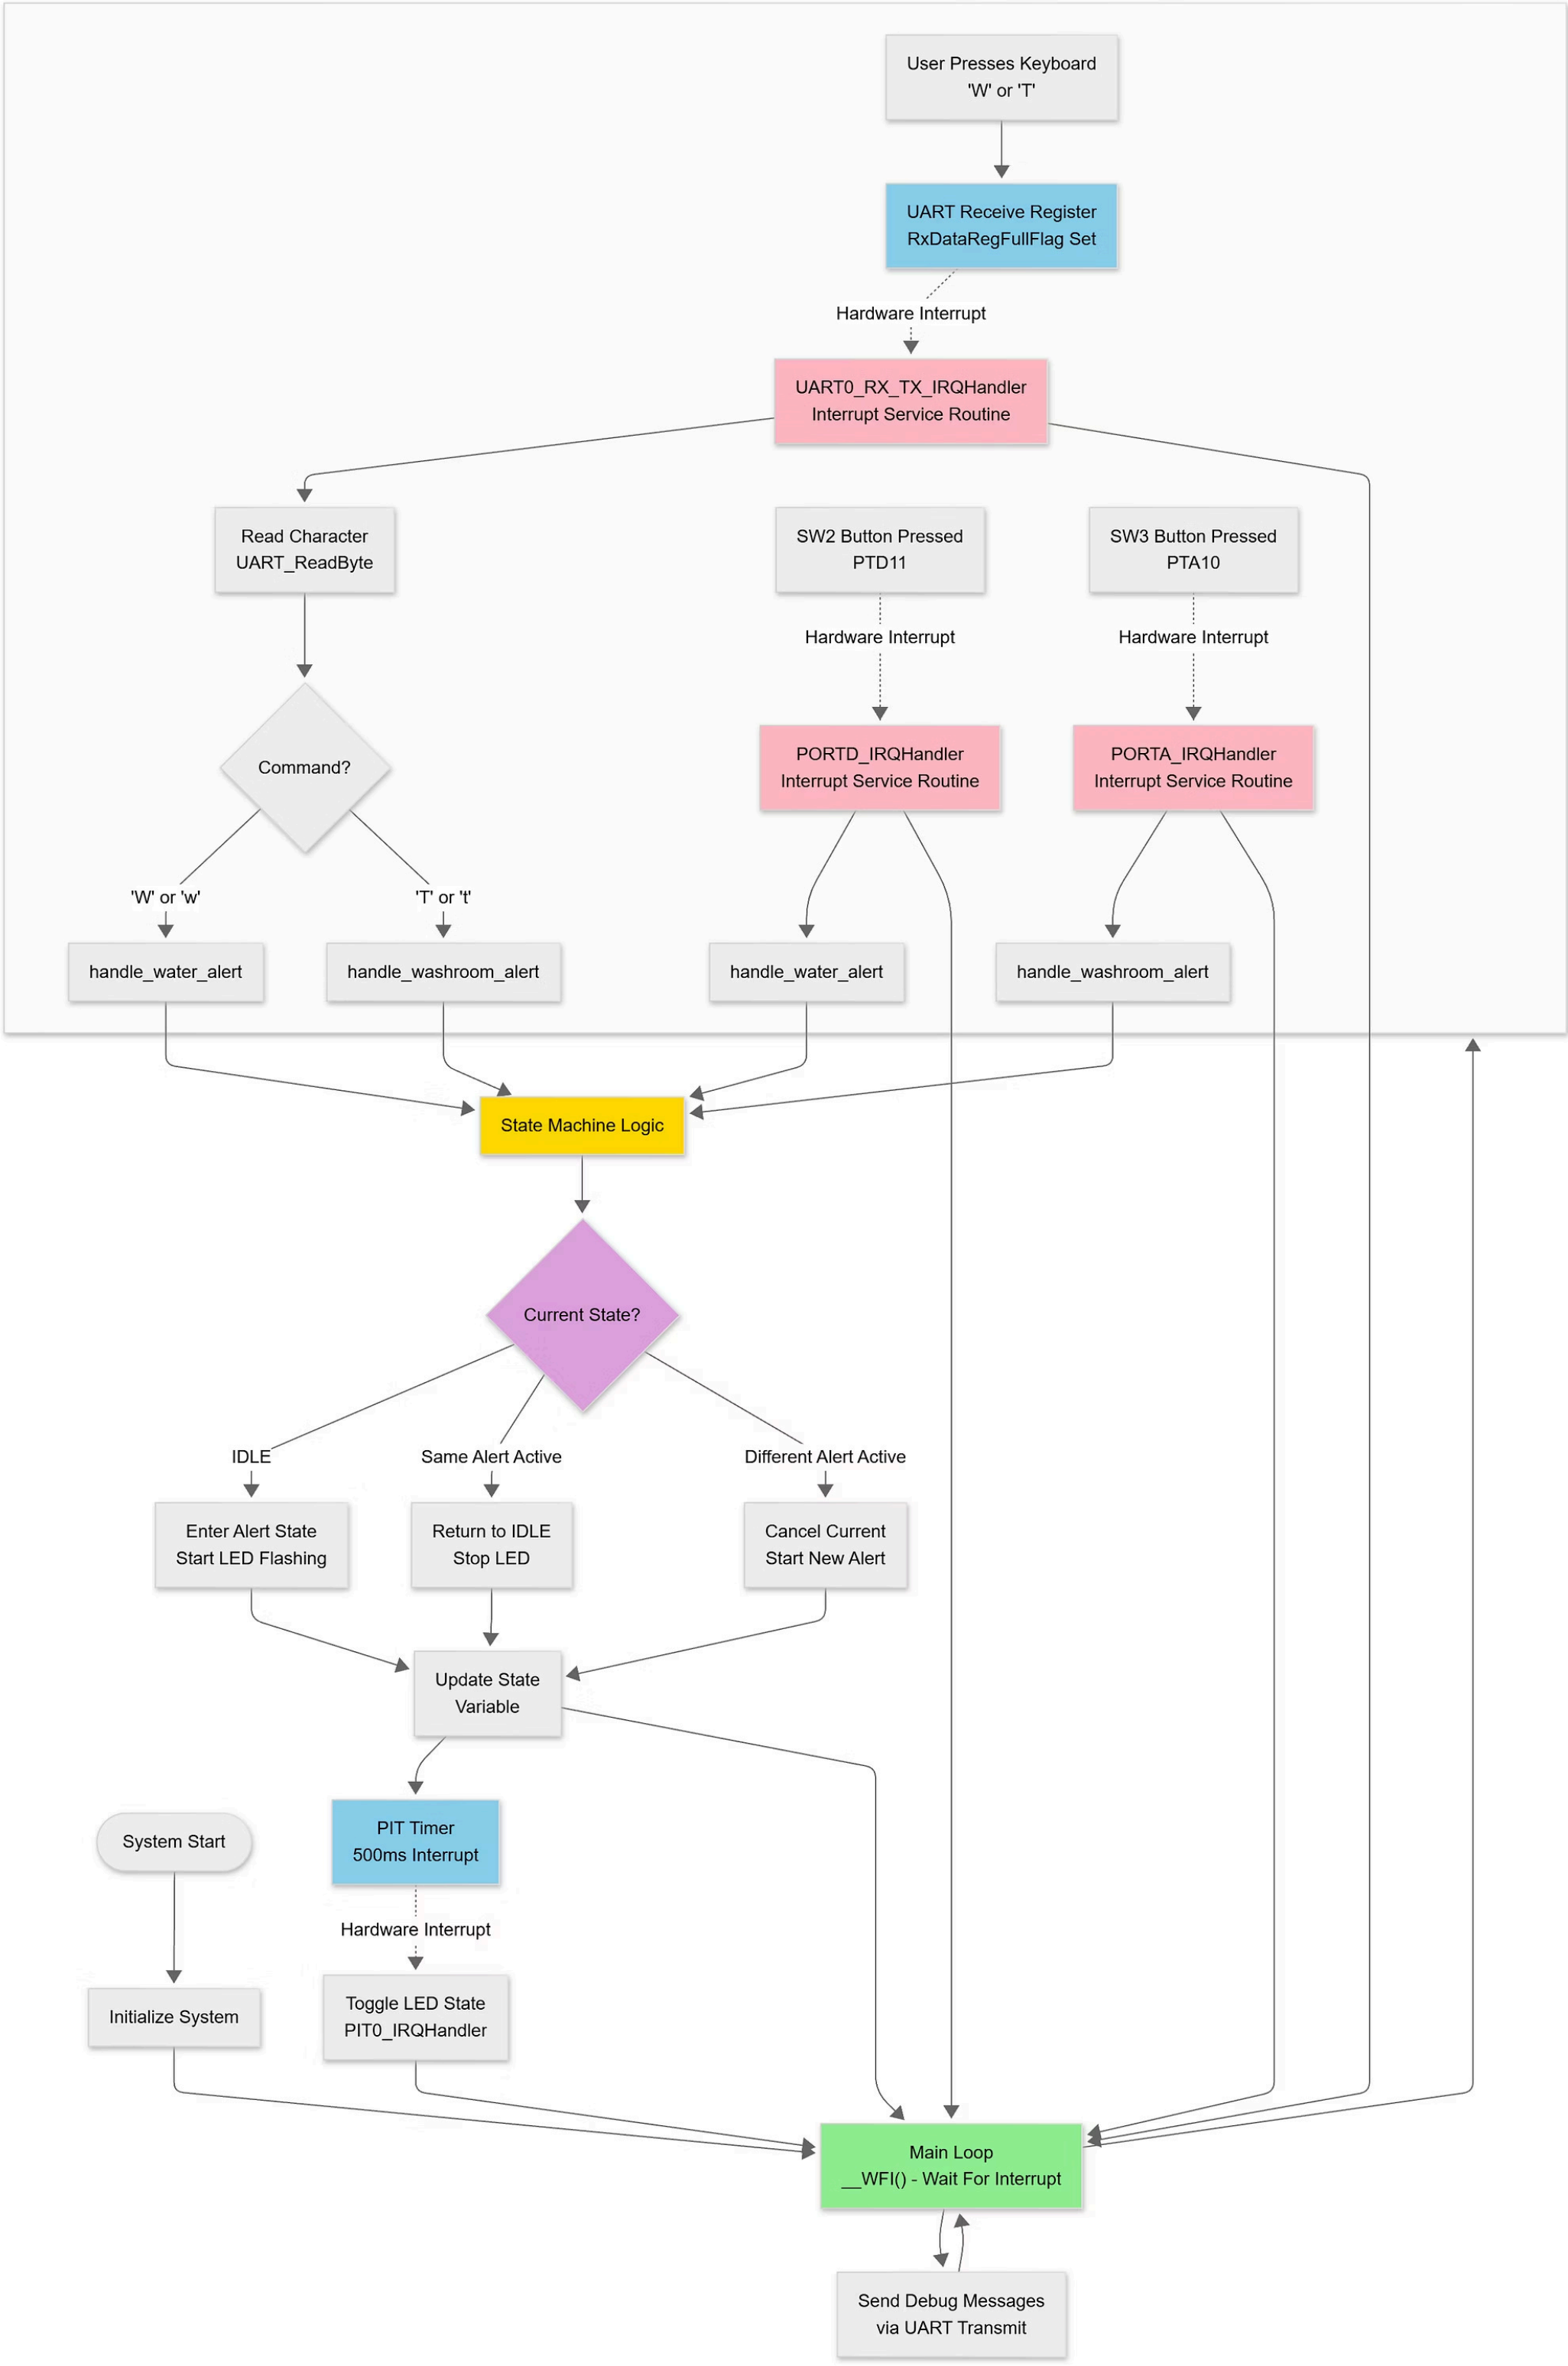 User Presses Keyboard
'W' or 'T'
UART Receive Register
RxDataRegFullFlag Set
Hardware Interrupt
UART0_RX_TX_IRQHandler
Interrupt Service Routine
Read Character
UART_ReadByte
SW2 Button Pressed
PTD11
SW3 Button Pressed
PTA10
Hardware Interrupt
Hardware Interrupt
Command?
PORTD_IRQHandler
Interrupt Service Routine
PORTA_IRQHandler
Interrupt Service Routine
'W' or 'w'
'T' or 't'
handle_water_alert
handle_washroom_alert
handle_water_alert
handle_washroom_alert
State Machine Logic
Current State?
IDLE
Same Alert Active
Different Alert Active
Enter Alert State
Start LED Flashing
Return to IDLE
Stop LED
Cancel Current
Start New Alert
Update State
Variable
System Start
PIT Timer
500ms Interrupt
Hardware Interrupt
Initialize System
Toggle LED State
PIT0_IRQHandler
Main Loop
__WFI() - Wait For Interrupt
Send Debug Messages
via UART Transmit